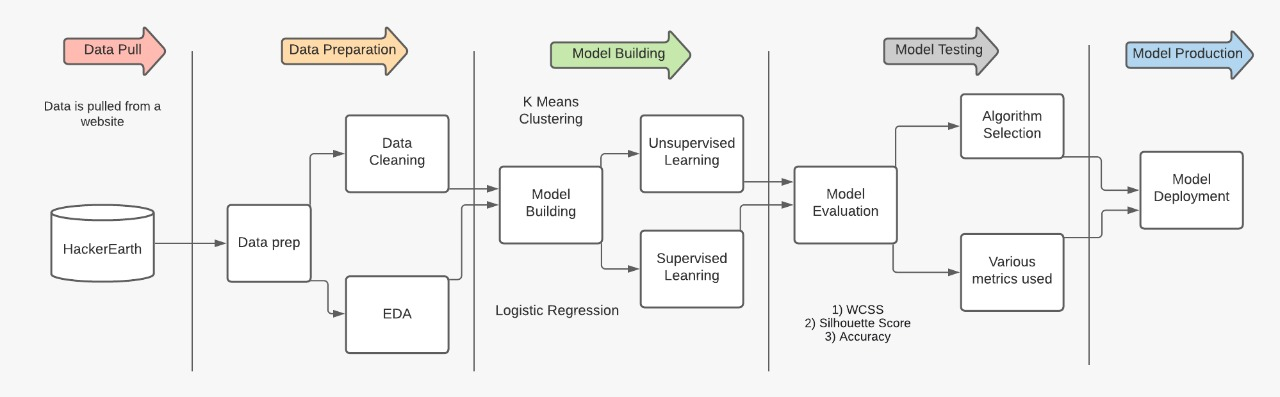 Data Pull
Data Preparation
Model Building
Model Testing
Model Production
Data is pulled from a
website
HackerEarth
Data prep
Data
Cleaning
EDA
K Means
Clustering
Model
Building
Logistic Regression
Unsupervised
Learning
Supervised
Leanring
Model
Evaluation
1) WCSS
2) Silhouette Score
3) Accuracy
Algorithm
Selection
Various
metrics used
Model
Deployment